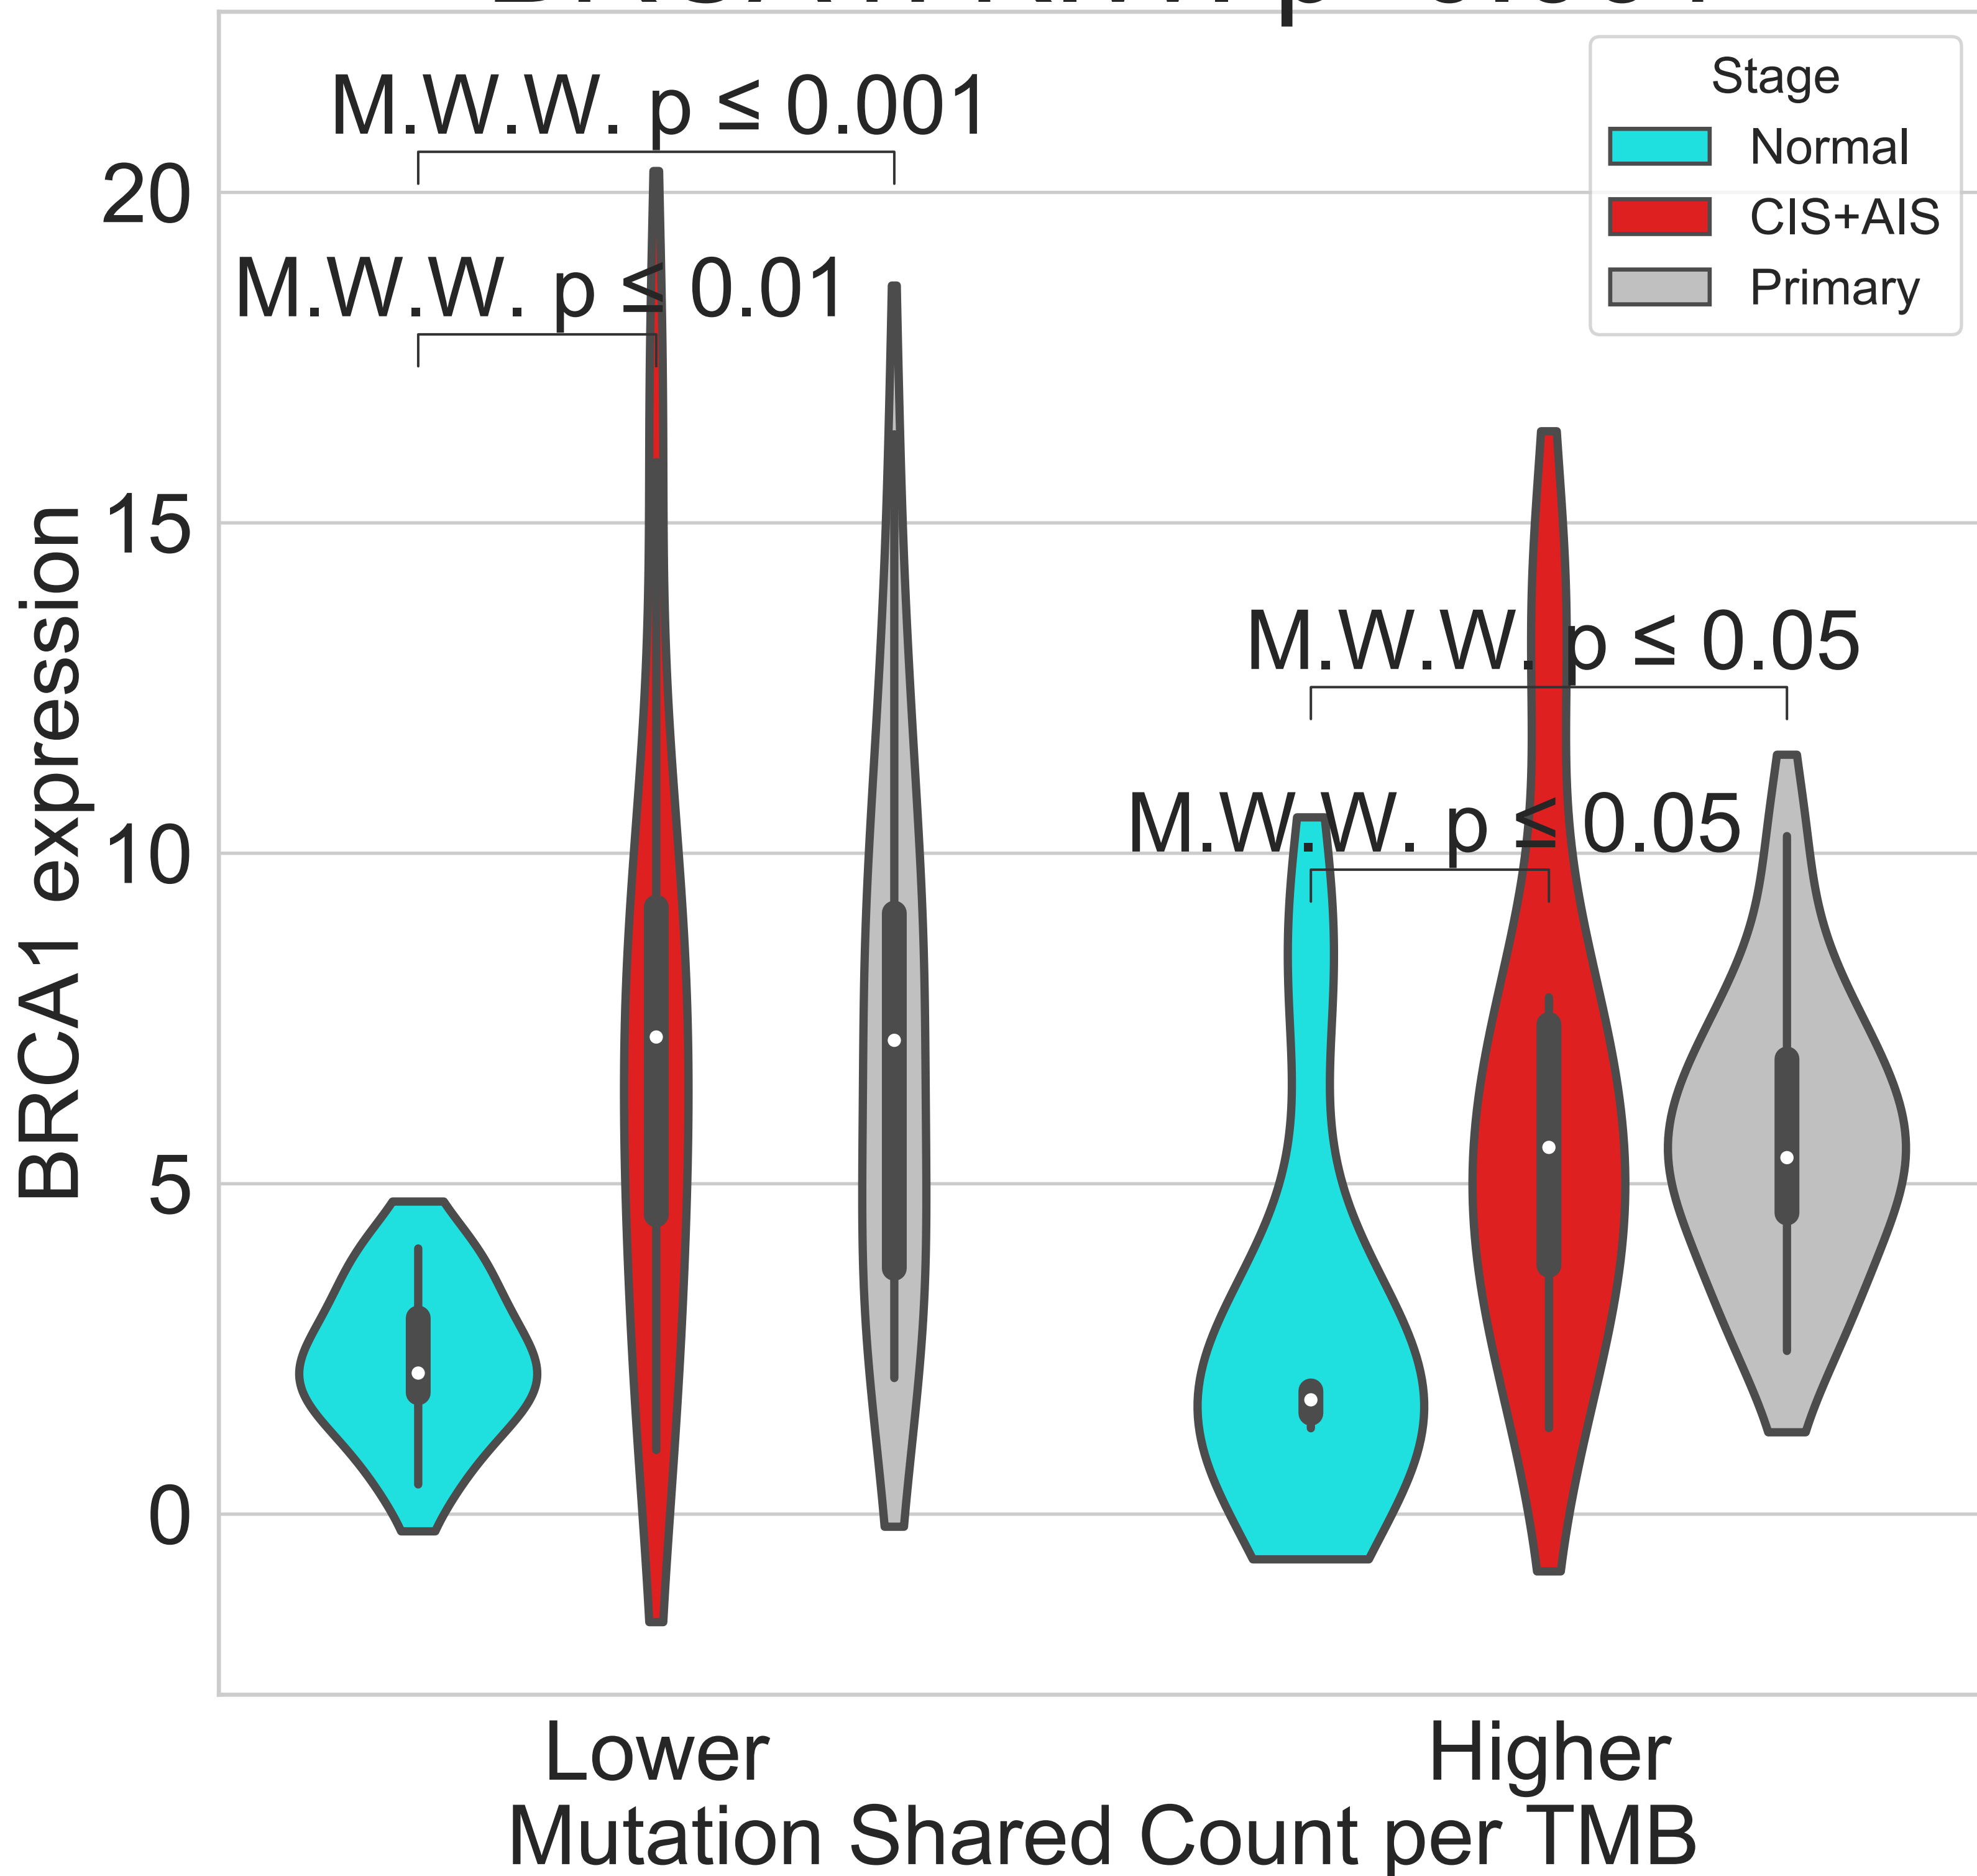 Stage
Normal
CIS+AIS
Primary
M.W.W. p ≤ 0.001
M.W.W. p ≤ 0.01
M.W.W. p ≤ 0.05
M.W.W. p ≤ 0.05
BRCA1 expression
20
15
10
5
0
Lower
Higher
Mutation Shared Count per TMB